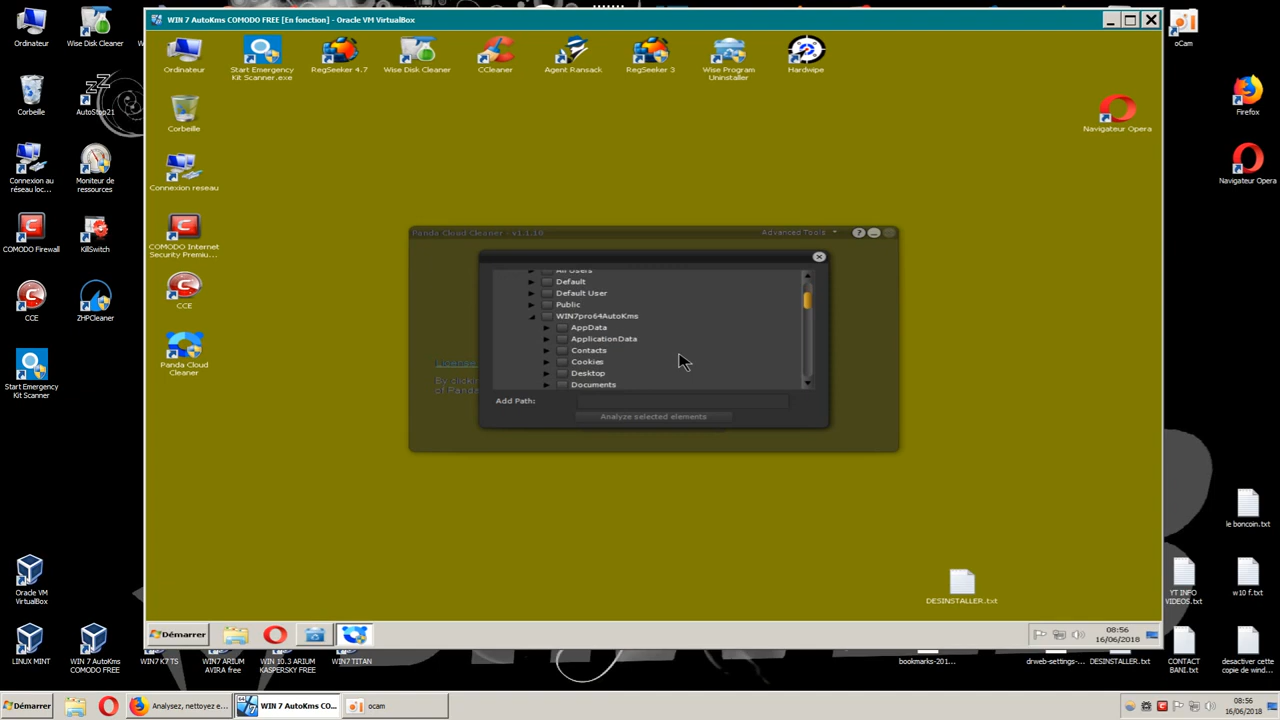 WIN 7 AutoKms COMODO FREE [En fonction] - Oracle VM VirtualBox
Ordinateur
Wise Disk Cleaner
Corbeille
AutoStop21
Connexion au
réseau loc...
Moniteur de
ressources
COMODO Firewall
KillSwitch
CCE
ZHPCleaner
Start Emergency
Kit Scanner
Oracle VM
VirtualBox
LINUX MINT
WIN 7 AutoKms
COMODO FREE
WIN7 K7 TS
WIN7 ARIUM
AVIRA free
WIN 10.3 ARIUM
KASPERSKY FREE
WIN7 TITAN
Ordinateur
Start Emergency
Kit Scanner.exe
RegSeeker 4.7
Wise Disk Cleaner
CCleaner
Agent Ransack
RegSeeker 3
Wise Program
Uninstaller
Hardwipe
Corbeille
Navigateur Opera
Connexion reseau
COMODO Internet
Security Premiu...
CCE
Panda Cloud
Cleaner
Panda Cloud Cleaner - v1.1.10
Advanced Tools
License
By clicki
of Panda
All Users
Default
Default User
Public
WIN7pro64AutoKms
AppData
ApplicationData
Contacts
Cookies
Desktop
Documents
Add Path:
Analyze selected elements
DESINSTALLER.txt
Démarrer
08:56
16/06/2018
oCam
Firefox
Navigateur Opera
le boncoin.txt
YT INFO
VIDEOS.txt
w10 f.txt
bookmarks-201...
drweb-settings-...
DESINSTALLER.txt
CONTACT
BANI.txt
desactiver cette
copie de wind...
Démarrer
Analysez, nettoyez e...
WIN 7 AutoKms CO...
ocam
08:56
16/06/2018